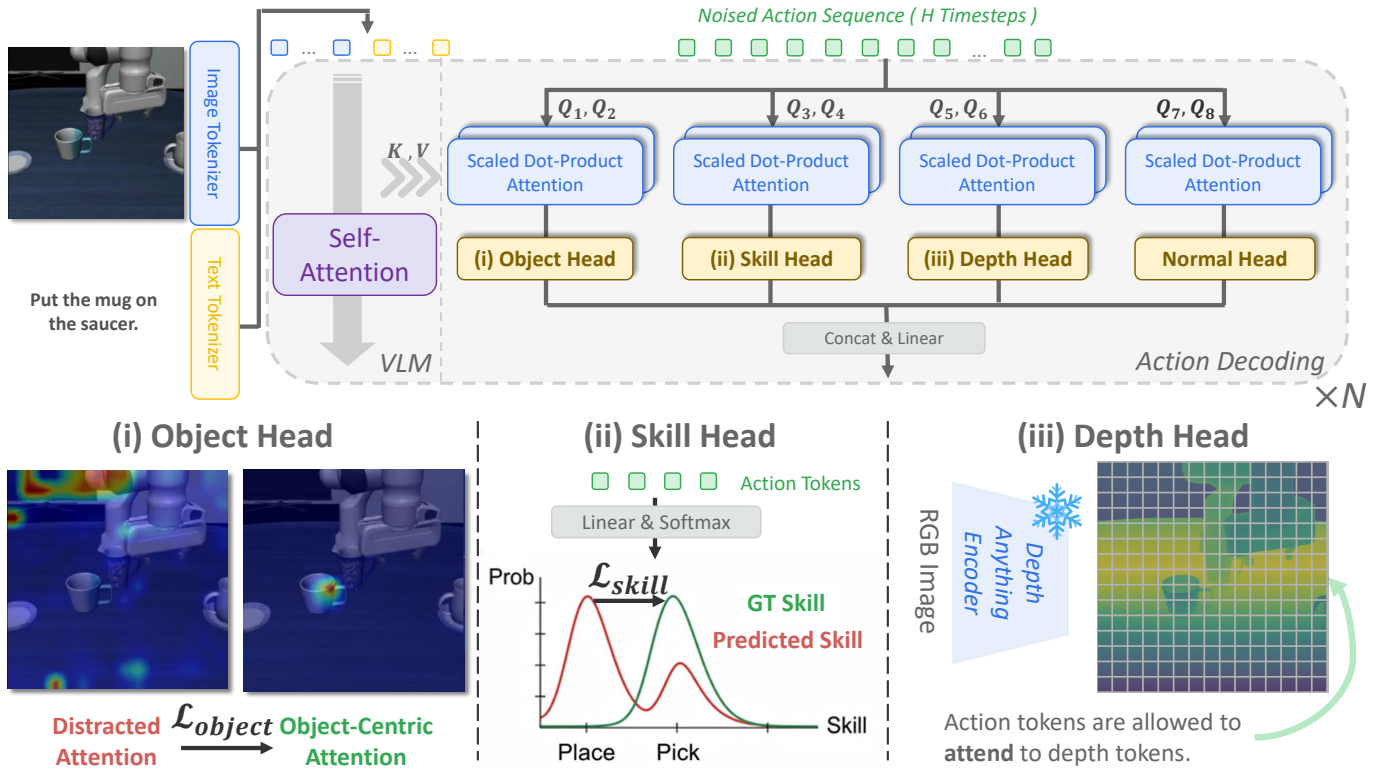 Noised Action Sequence ( H Timesteps )
... ... ...
Image Tokenizer
Text Tokenizer
Put the mug on
the saucer.
K , V
Self-
Attention
VLM
Q1, Q2
Q3, Q4
Q5, Q6
Q7, Q8
Scaled Dot-Product
Attention
Scaled Dot-Product
Attention
Scaled Dot-Product
Attention
Scaled Dot-Product
Attention
(i) Object Head
(ii) Skill Head
(iii) Depth Head
Normal Head
Concat & Linear
Action Decoding
×N
(i) Object Head
Distracted
Attention
ℒobject
Object-Centric
Attention
(ii) Skill Head
Action Tokens
Linear & Softmax
Prob
ℒskill
GT Skill
Predicted Skill
Skill
Place
Pick
(iii) Depth Head
RGB Image
Depth
Anything
Encoder
Action tokens are allowed to
attend to depth tokens.